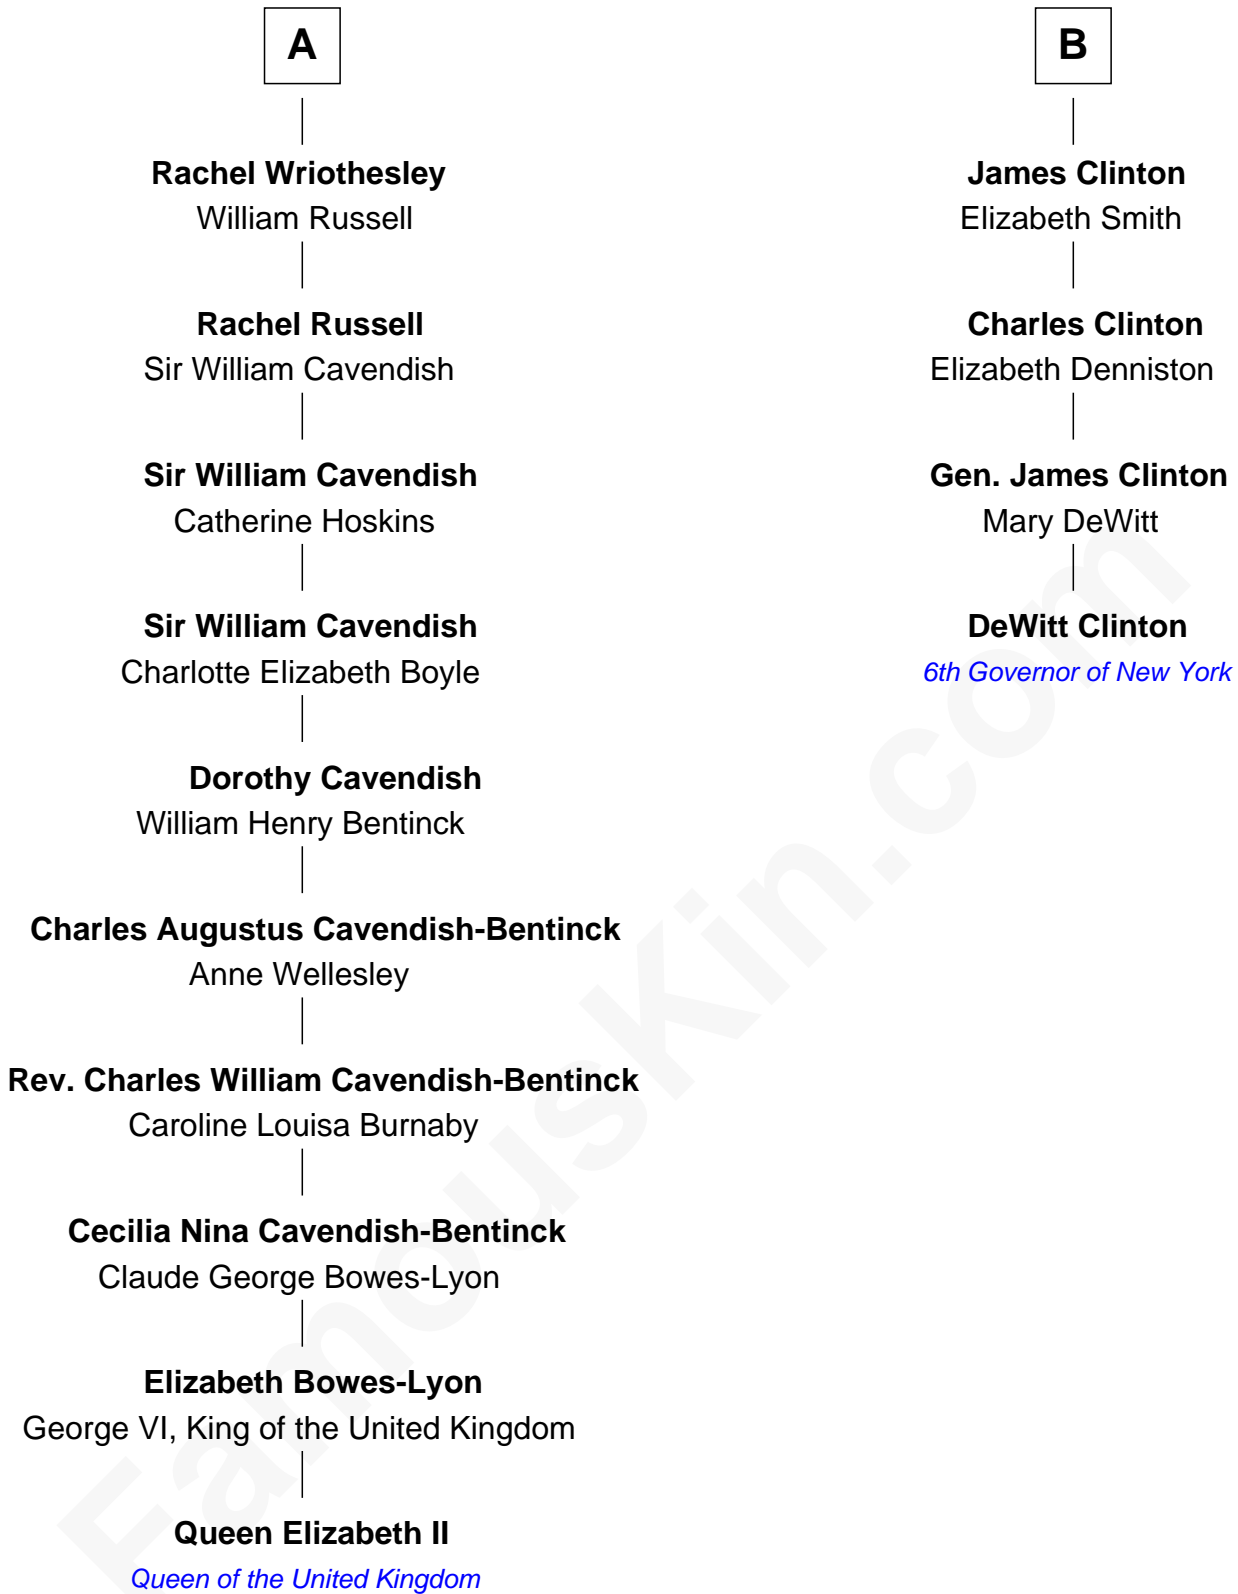 A
Rachel Wriothesley
William Russell
Rachel Russell
Sir William Cavendish
Sir William Cavendish
Catherine Hoskins
Sir William Cavendish
Charlotte Elizabeth Boyle
Dorothy Cavendish
William Henry Bentinck
Charles Augustus Cavendish-Bentinck
Anne Wellesley
Rev. Charles William Cavendish-Bentinck
Caroline Louisa Burnaby
Cecilia Nina Cavendish-Bentinck
Claude George Bowes-Lyon
Elizabeth Bowes-Lyon
George VI, King of the United Kingdom
Queen Elizabeth II
Queen of the United Kingdom
B
James Clinton
Elizabeth Smith
Charles Clinton
Elizabeth Denniston
Gen. James Clinton
Mary DeWitt
DeWitt Clinton
6th Governor of New York
FamousKin.com